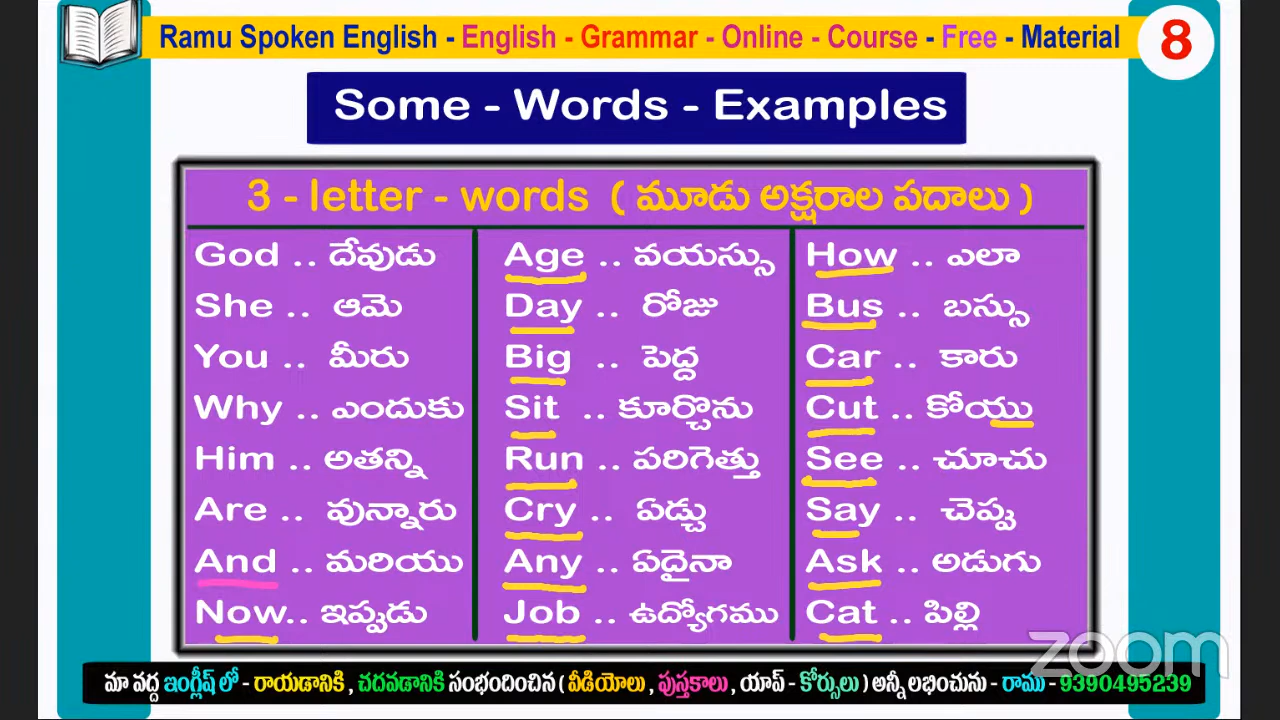 Ramu Spoken English - English - Grammar - Online - Course - Free - Material
8
Some - Words - Examples
3 - letter - words ( మూడు అక్షరాల పదాలు )
God .. దేవుడు
She .. ఆమె
You .. మీరు
Why .. ఎందుకు
Him .. అతన్ని
Are .. వున్నారు
And .. మరియు
Now.. ఇప్పడు
Age .. వయస్సు
Day .. రోజు
Big .. పెద్ద
Sit .. కూర్చొను
Run .. పరిగెత్తు
Cry .. ఏడ్చు
Any .. ఏదైనా
Job .. ఉద్యోగము
How .. ఎలా
Bus .. బస్సు
Car .. కారు
Cut .. కోయు
See .. చూచు
Say .. చెప్పు
Ask .. అడుగు
Cat .. పిల్లి
zoom
మా వద్ద ఇంగ్లీష్ లో - రాయడానికి , చదవడానికి సంభందించిన ( వీడియోలు , పుస్తకాలు , యాప్ - కోర్సులు ) అన్నీ లభించును - రాము - 9390495239